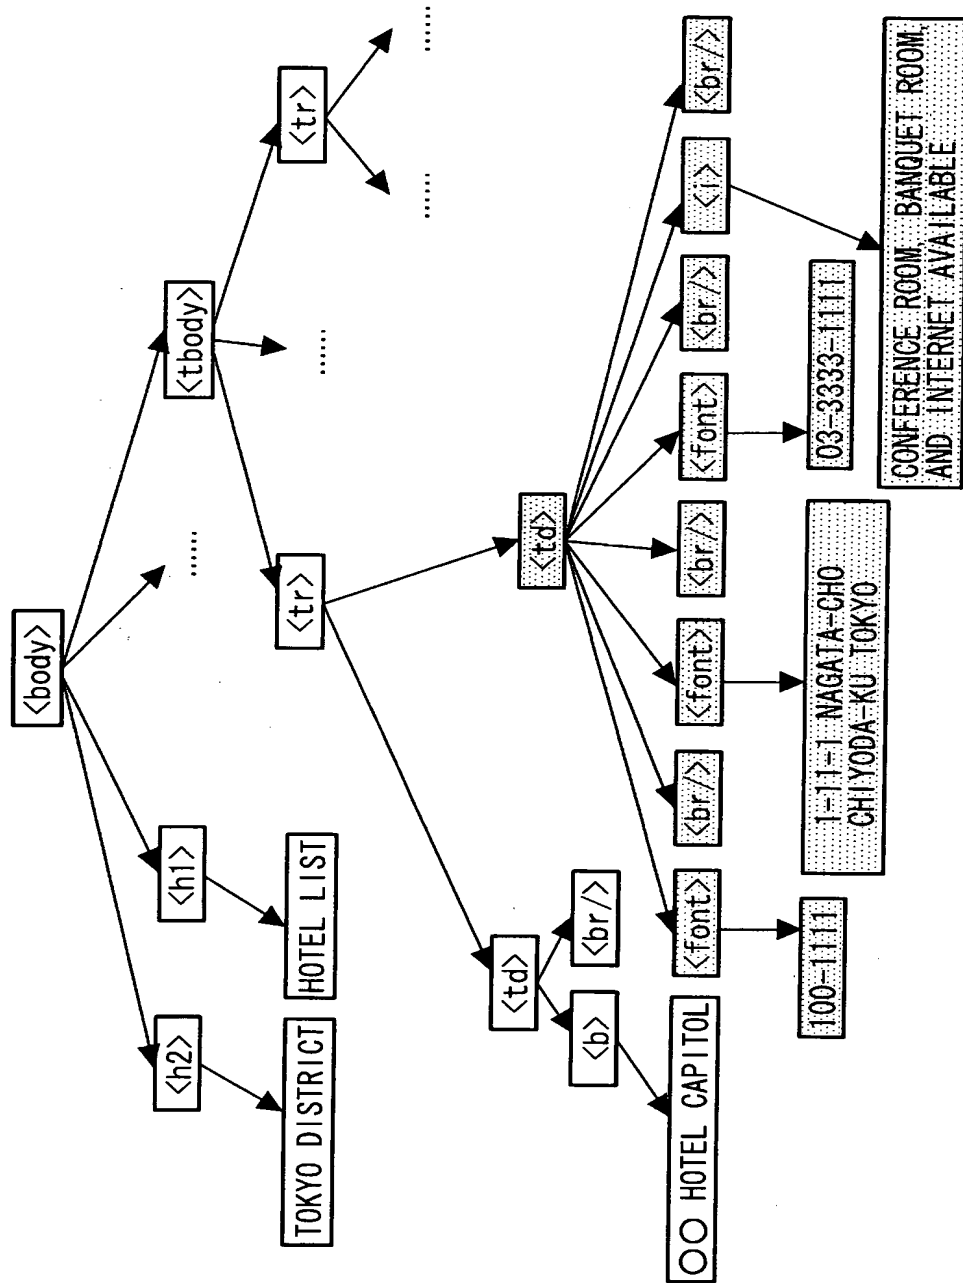 <body>
<h2>
<h1>
......
<tbody>
TOKYO DISTRICT
HOTEL LIST
<tr>
......
<tr>
......
......
<td>
<td>
<b>
<br/>
○○ HOTEL CAPITOL
<font>
<br/>
<font>
<br/>
<font>
<br/>
<i>
<br/>
100-1111
1-11-1 NAGATA-CHO
CHIYODA-KU TOKYO
03-3333-1111
CONFERENCE ROOM, BANQUET ROOM,
AND INTERNET AVAILABLE